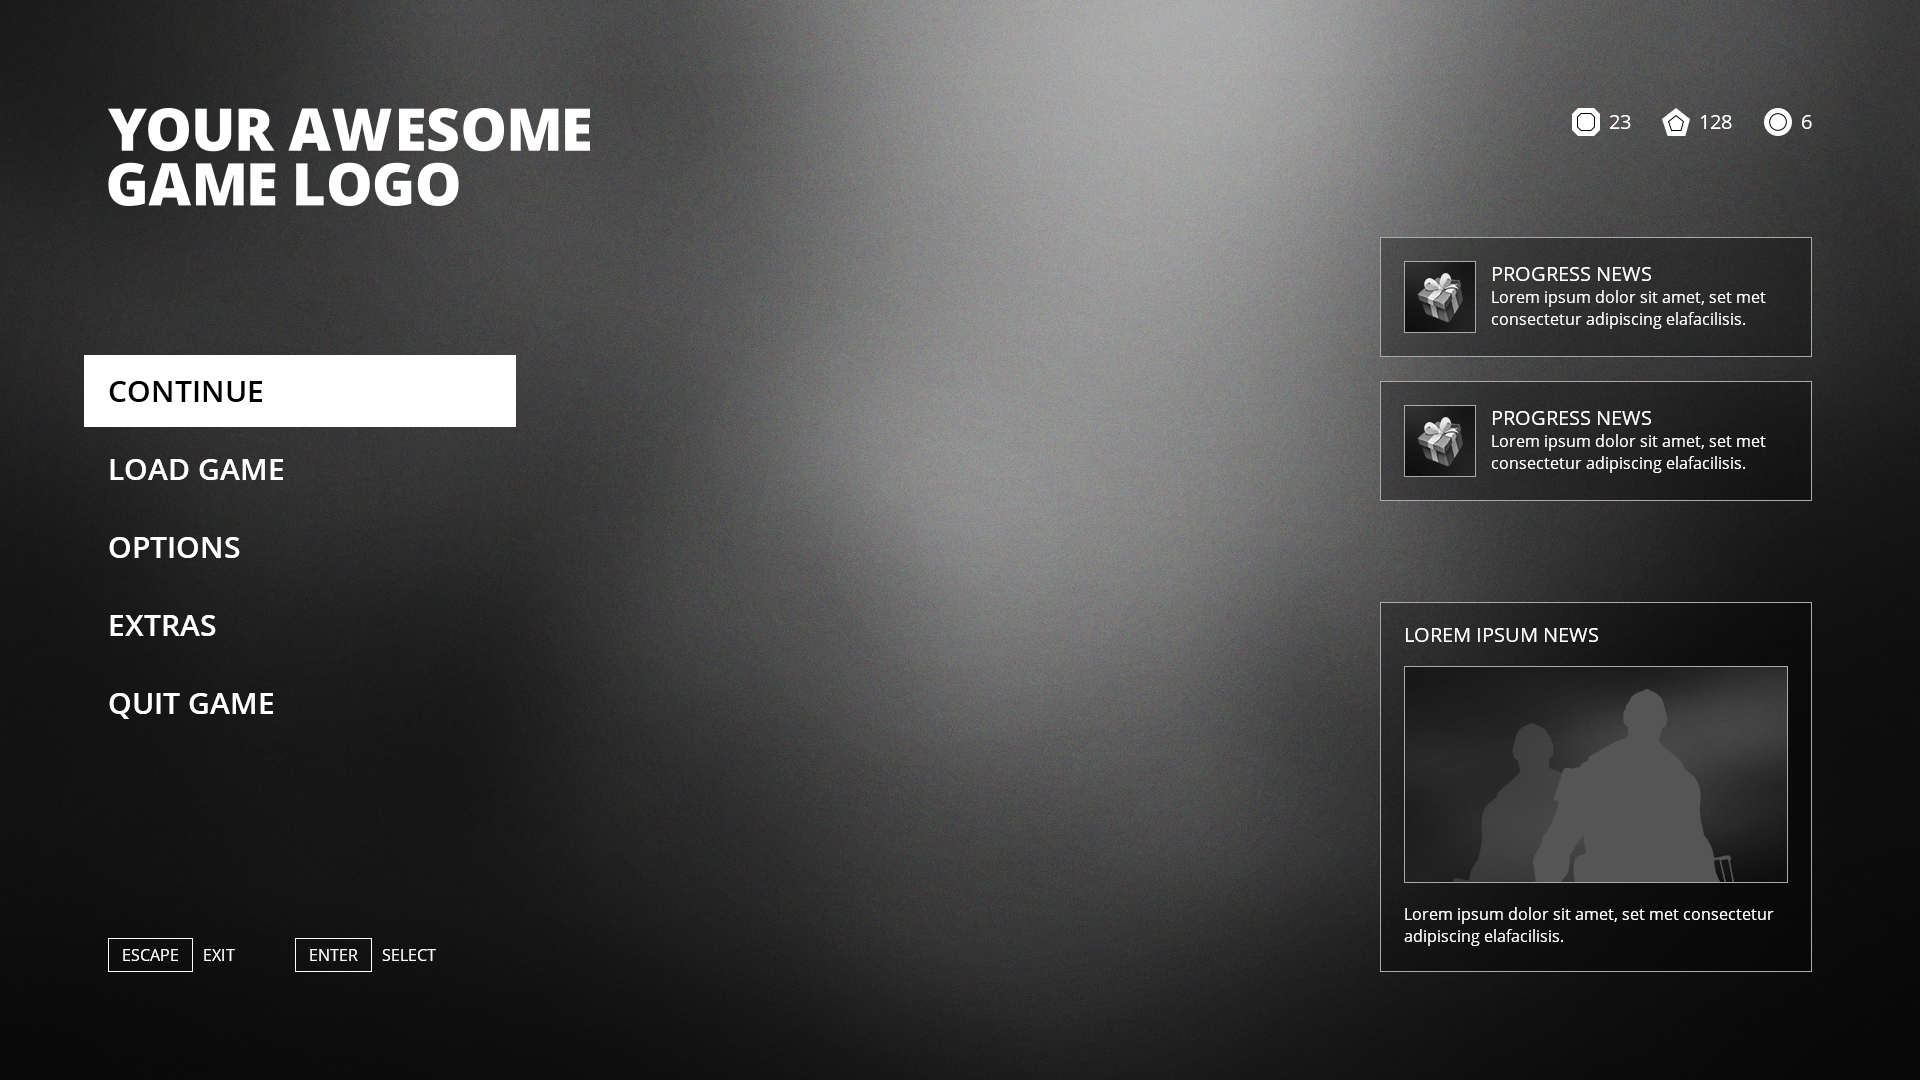 YOUR AWESOME
GAME LOGO
23 128 6
CONTINUE
LOAD GAME
OPTIONS
EXTRAS
QUIT GAME
ESCAPE EXIT ENTER SELECT
PROGRESS NEWS
Lorem ipsum dolor sit amet, set met
consectetur adipiscing elafacilisis.
PROGRESS NEWS
Lorem ipsum dolor sit amet, set met
consectetur adipiscing elafacilisis.
LOREM IPSUM NEWS
Lorem ipsum dolor sit amet, set met consectetur
adipiscing elafacilisis.